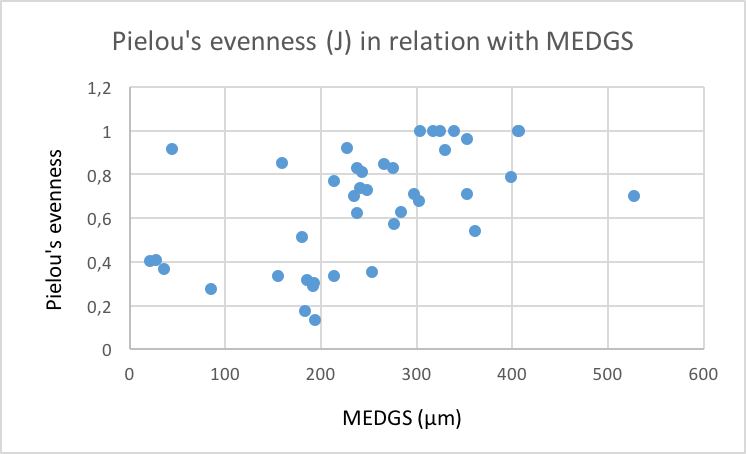 Pielou's evenness (J) in relation with MEDGS
1,2
1
0,8
0,6
0,4
0,2
0
Pielou's evenness
0 100 200 300 400 500 600
MEDGS (µm)